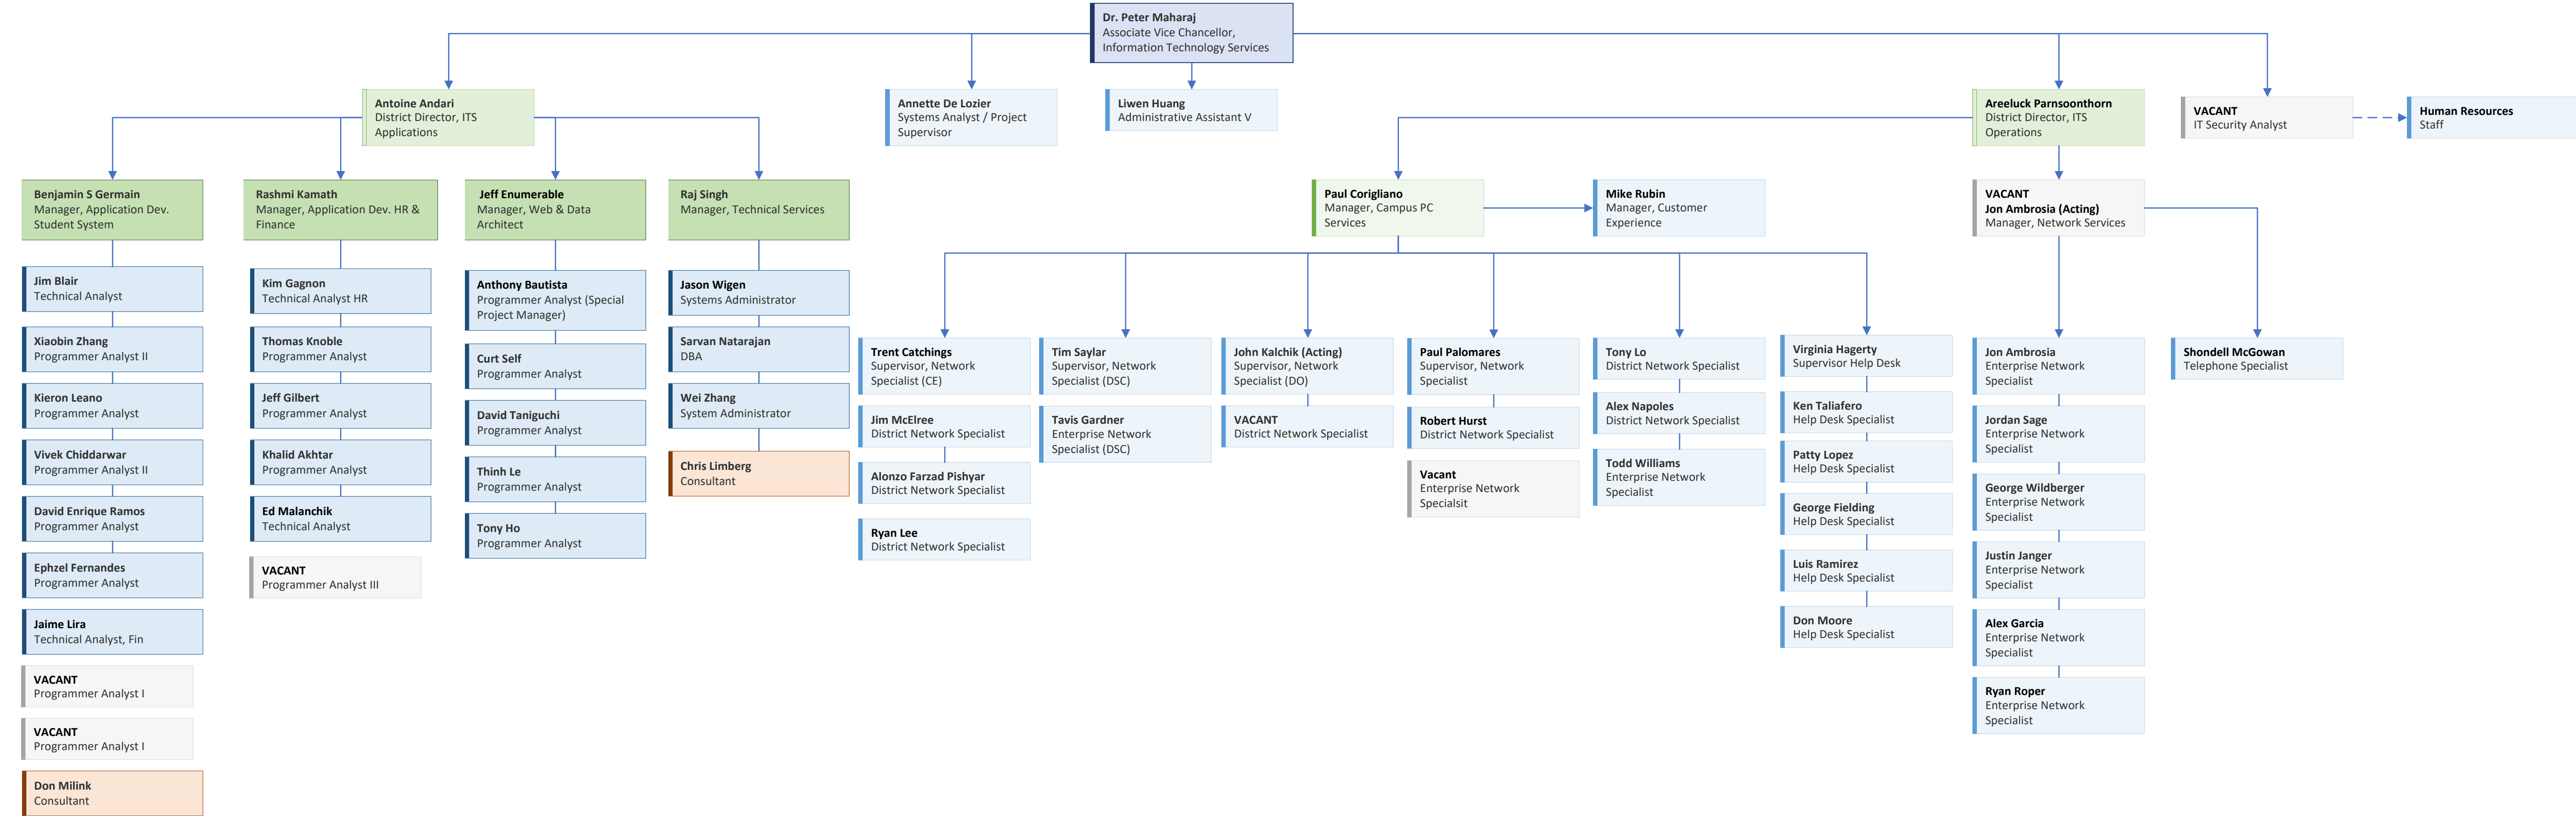 Dr. Peter Maharaj
Associate Vice Chancellor,
Information Technology Services
Antoine Andari
District Director, ITS
Applications
Annette De Lozier
Systems Analyst / Project
Supervisor
Liwen Huang
Administrative Assistant V
Areeluck Parnsoonthorn
District Director, ITS
Operations
VACANT
IT Security Analyst
Human Resources
Staff
Benjamin S Germain
Manager, Application Dev.
Student System
Rashmi Kamath
Manager, Application Dev. HR &
Finance
Jeff Enumerable
Manager, Web & Data
Architect
Raj Singh
Manager, Technical Services
Paul Corigliano
Manager, Campus PC
Services
Mike Rubin
Manager, Customer
Experience
VACANT
Jon Ambrosia (Acting)
Manager, Network Services
Jim Blair
Technical Analyst
Xiaobin Zhang
Programmer Analyst II
Kieron Leano
Programmer Analyst
Vivek Chiddarwar
Programmer Analyst II
David Enrique Ramos
Programmer Analyst
Ephzel Fernandes
Programmer Analyst
Jaime Lira
Technical Analyst, Fin
VACANT
Programmer Analyst I
VACANT
Programmer Analyst I
Don Milink
Consultant
Kim Gagnon
Technical Analyst HR
Thomas Knoble
Programmer Analyst
Jeff Gilbert
Programmer Analyst
Khalid Akhtar
Programmer Analyst
Ed Malanchik
Technical Analyst
VACANT
Programmer Analyst III
Anthony Bautista
Programmer Analyst (Special
Project Manager)
Curt Self
Programmer Analyst
David Taniguchi
Programmer Analyst
Thinh Le
Programmer Analyst
Tony Ho
Programmer Analyst
Jason Wigen
Systems Administrator
Sarvan Natarajan
DBA
Wei Zhang
System Administrator
Chris Limberg
Consultant
Trent Catchings
Supervisor, Network
Specialist (CE)
Jim McElree
District Network Specialist
Alonzo Farzad Pishyar
District Network Specialist
Ryan Lee
District Network Specialist
Tim Saylar
Supervisor, Network
Specialist (DSC)
Tavis Gardner
Enterprise Network
Specialist (DSC)
John Kalchik (Acting)
Supervisor, Network
Specialist (DO)
VACANT
District Network Specialist
Paul Palomares
Supervisor, Network
Specialist
Robert Hurst
District Network Specialist
Vacant
Enterprise Network
Specialsit
Tony Lo
District Network Specialist
Alex Napoles
District Network Specialist
Todd Williams
Enterprise Network
Specialist
Virginia Hagerty
Supervisor Help Desk
Ken Taliafero
Help Desk Specialist
Patty Lopez
Help Desk Specialist
George Fielding
Help Desk Specialist
Luis Ramirez
Help Desk Specialist
Don Moore
Help Desk Specialist
Jon Ambrosia
Enterprise Network
Specialist
Jordan Sage
Enterprise Network
Specialist
George Wildberger
Enterprise Network
Specialist
Justin Janger
Enterprise Network
Specialist
Alex Garcia
Enterprise Network
Specialist
Ryan Roper
Enterprise Network
Specialist
Shondell McGowan
Telephone Specialist